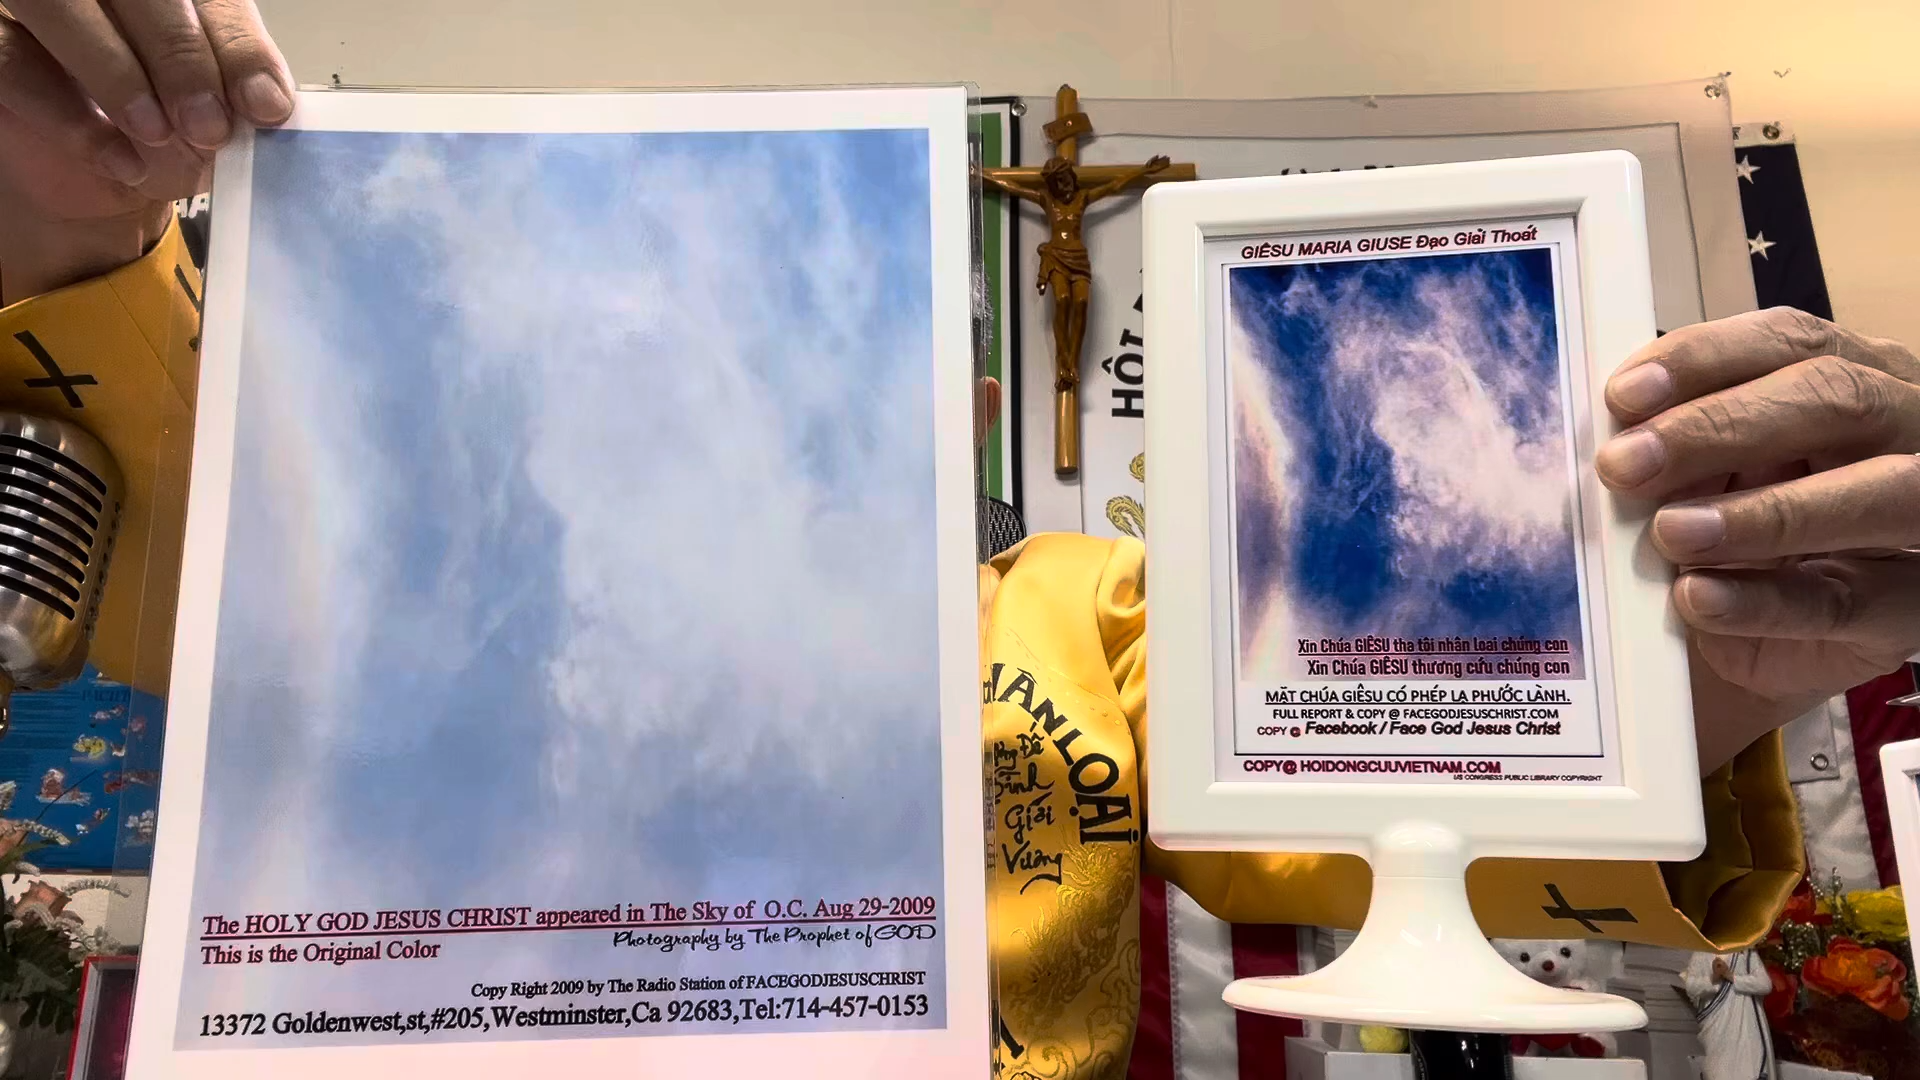 The HOLY GOD JESUS CHRIST appeared in The Sky of O.C. Aug 29-2009
Photography by The Prophet of GOD
This is the Original Color
Copy Right 2009 by The Radio Station of FACEGODJESUSCHRIST
13372 Goldenwest,st,#205,Westminster,Ca 92683,Tel:714-457-0153
HÔI
NHÂN LOẠI
Giới
Vương
GIÊSU MARIA GIUSE Đạo Giải Thoát
Xin Chúa GIÊSU tha tội nhân loại chúng con
Xin Chúa GIÊSU thương cứu chúng con
MẶT CHÚA GIÊSU CÓ PHÉP LẠ PHƯỚC LÀNH.
FULL REPORT & COPY @ FACEGODJESUSCHRIST.COM
COPY @ Facebook / Face God Jesus Christ
COPY@ HOIDONGCUUVIETNAM.COM
US CONGRESS PUBLIC LIBRARY COPYRIGHT